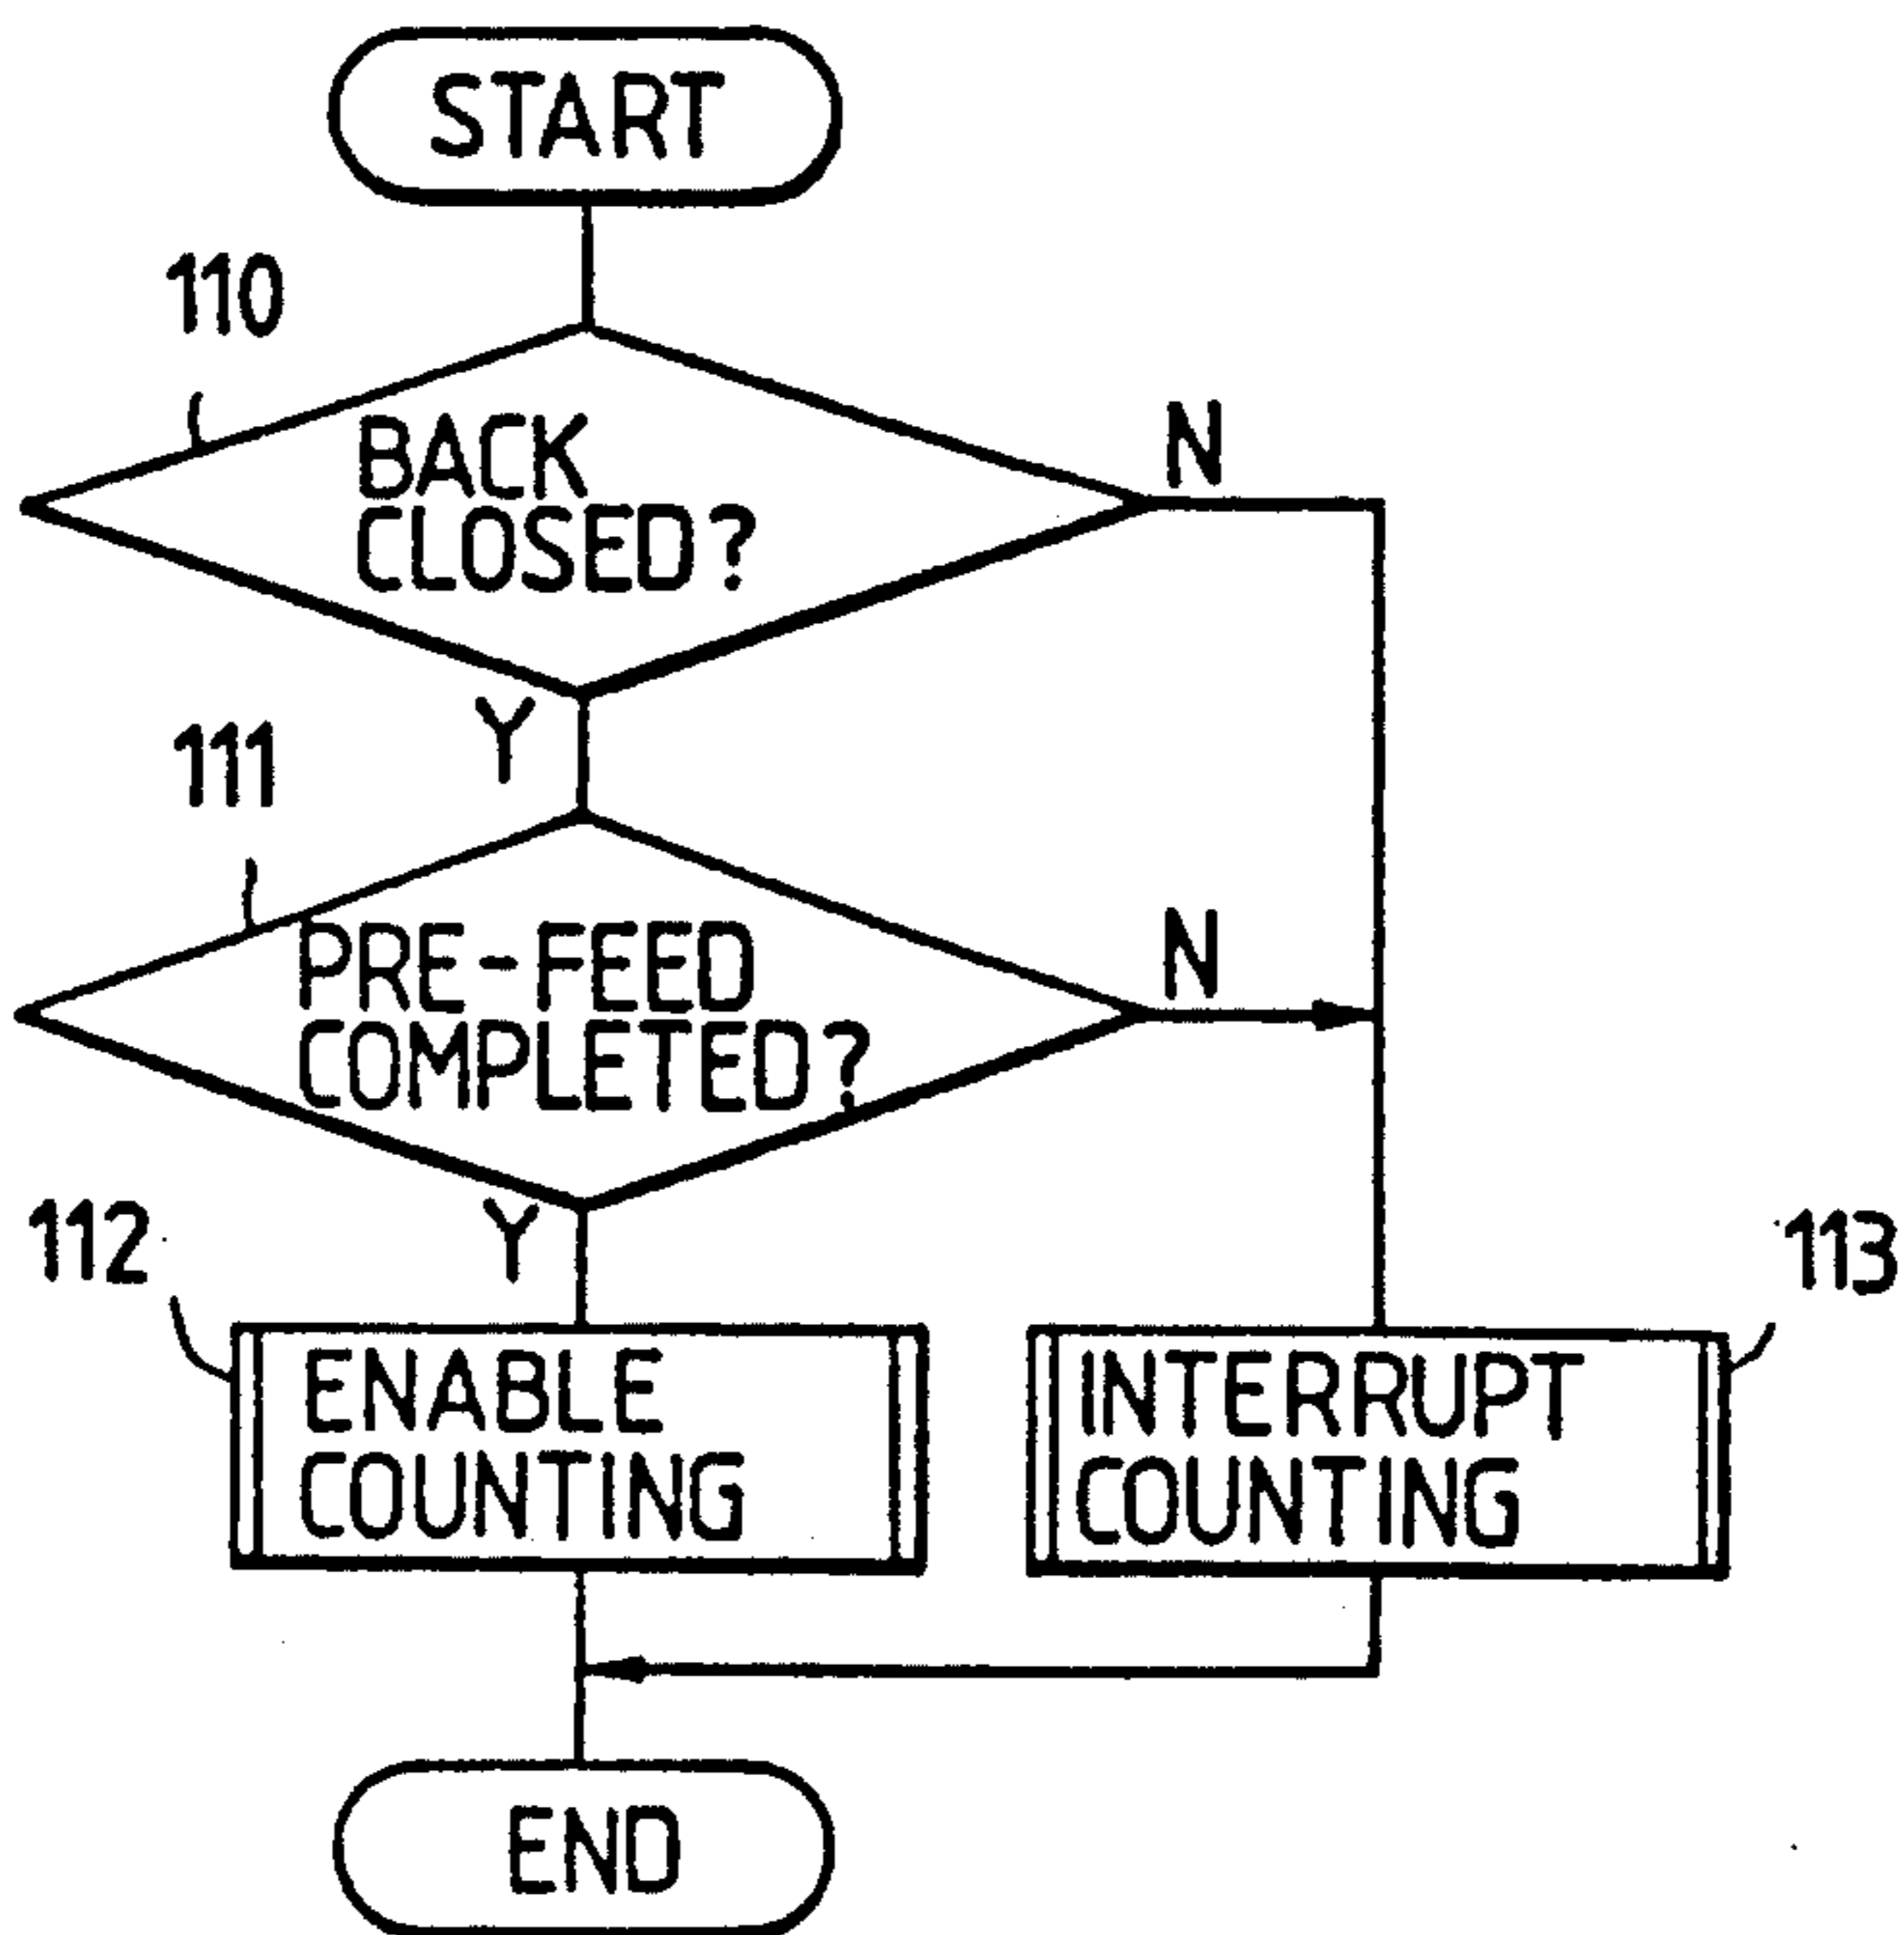 START
110
BACK
CLOSED?
N
Y
111
PRE-FEED
COMPLETED?
N
Y
112
113
ENABLE
COUNTING
INTERRUPT
COUNTING
END